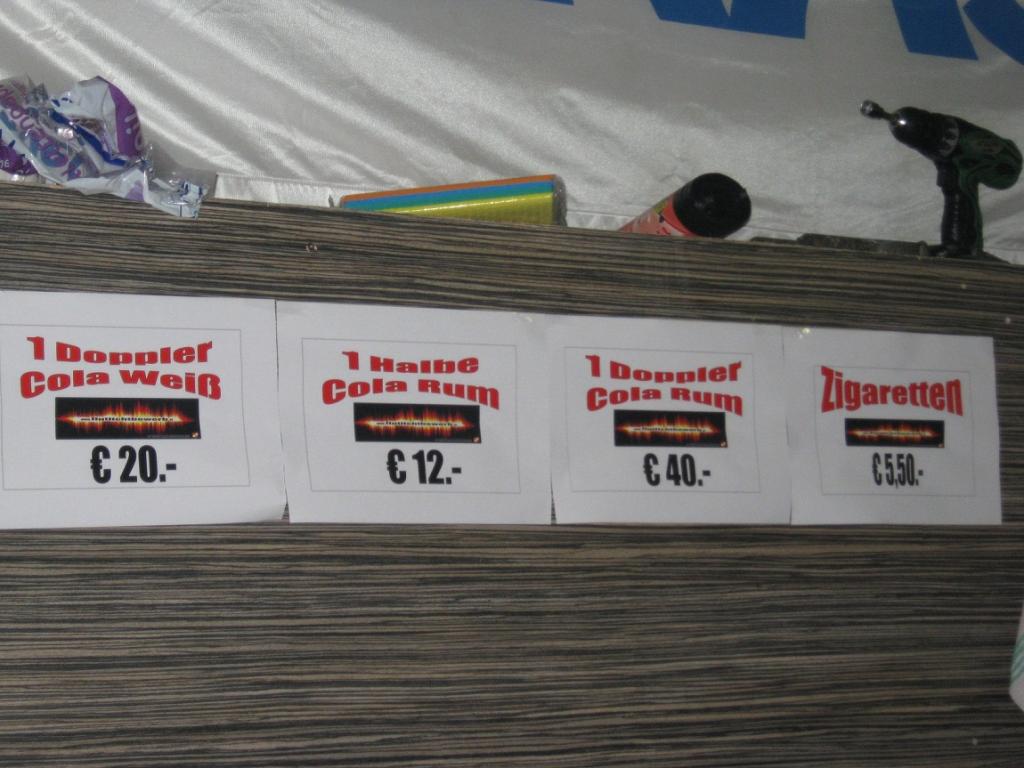 1 Doppler
Cola Weiß
€ 20.-
1 Halbe
Cola Rum
€ 12.-
1 Doppler
Cola Rum
€ 40.-
Zigaretten
€ 5,50.-